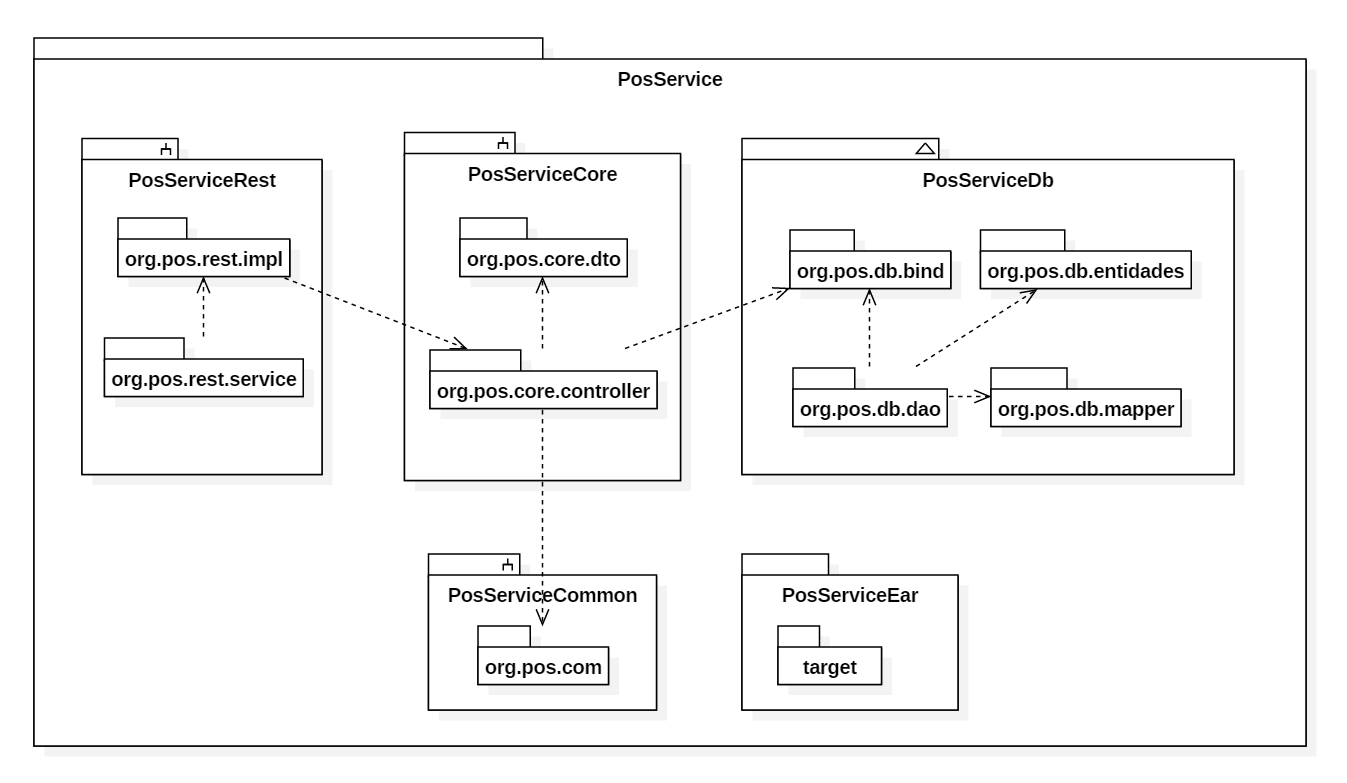 PosService
PosServiceRest
org.pos.rest.impl
org.pos.rest.service
PosServiceCore
org.pos.core.dto
org.pos.core.controller
PosServiceDb
org.pos.db.bind
org.pos.db.entidades
org.pos.db.dao
org.pos.db.mapper
PosServiceCommon
org.pos.com
PosServiceEar
target